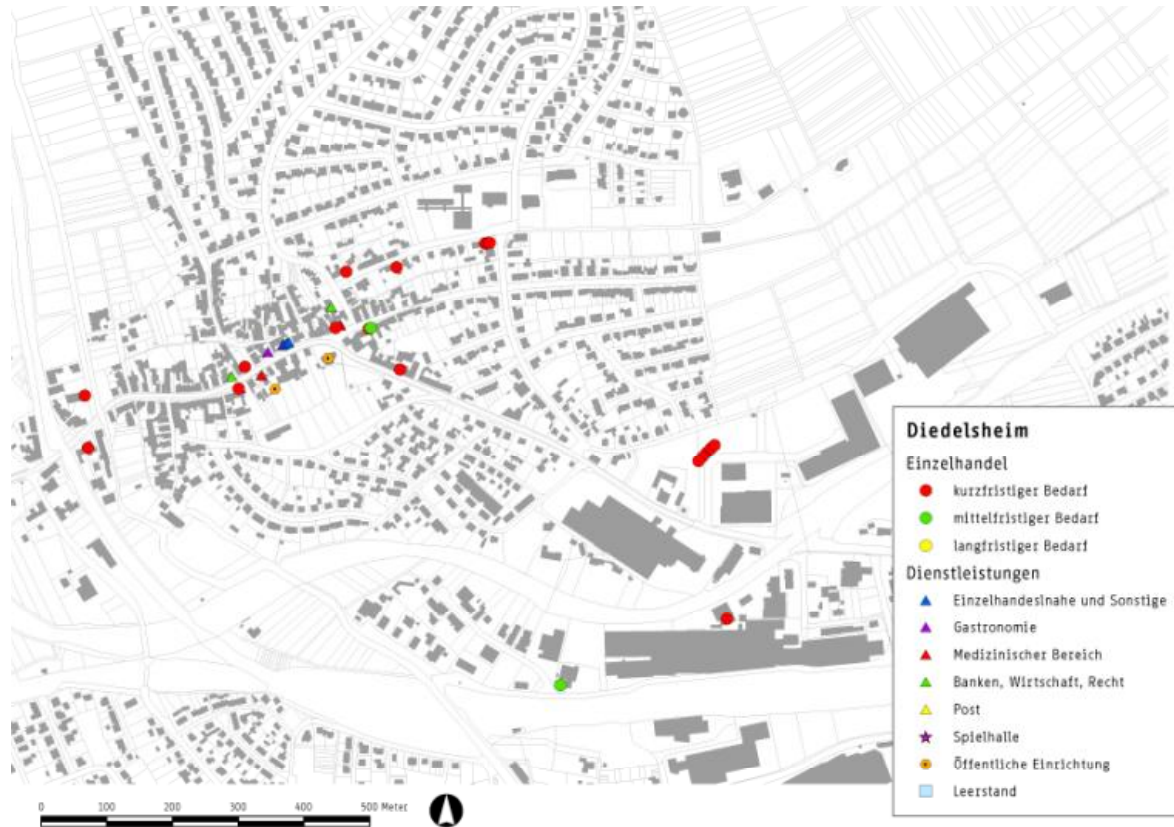 Diedelsheim
Einzelhandel
kurzfristiger Bedarf
mittelfristiger Bedarf
langfristiger Bedarf
Dienstleistungen
Einzelhandeslnahe und Sonstige
Gastronomie
Medizinischer Bereich
Banken, Wirtschaft, Recht
Post
Spielhalle
Öffentliche Einrichtung
Leerstand
0 100 200 300 400 500 Meter